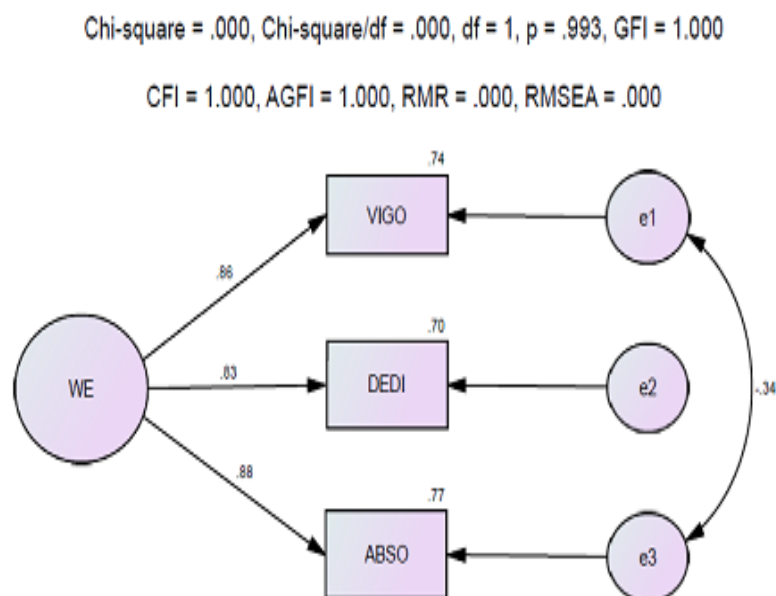 Chi-square = .000, Chi-square/df = .000, df = 1, p = .993, GFI = 1.000
CFI = 1.000, AGFI = 1.000, RMR = .000, RMSEA = .000
.74
VIGO
e1
.86
.70
WE
.83
DEDI
e2
-.34
.88
.77
ABSO
e3